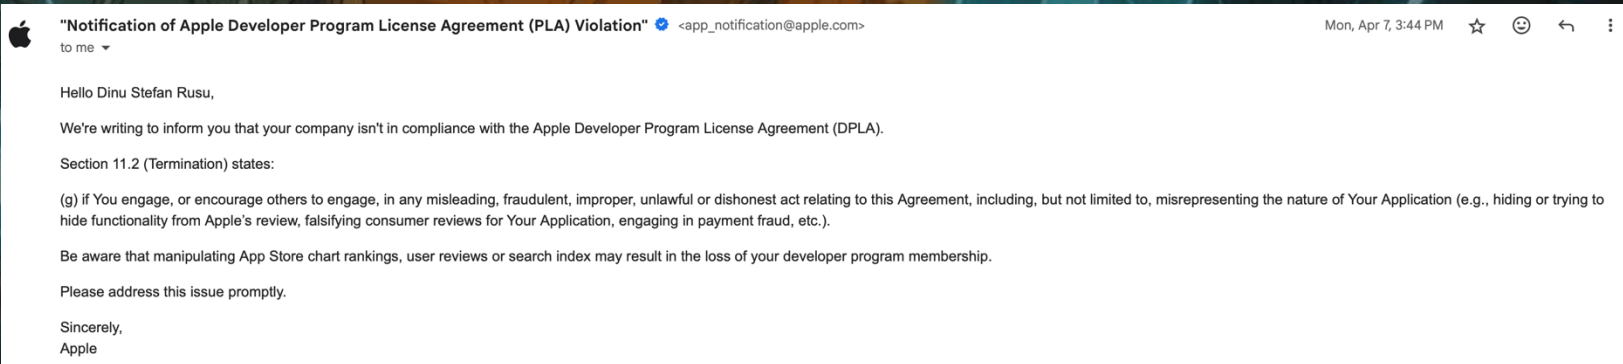 "Notification of Apple Developer Program License Agreement (PLA) Violation" <app_notification@apple.com> Mon, Apr 7, 3:44 PM
to me
Hello Dinu Stefan Rusu,
We're writing to inform you that your company isn't in compliance with the Apple Developer Program License Agreement (DPLA).
Section 11.2 (Termination) states:
(g) if You engage, or encourage others to engage, in any misleading, fraudulent, improper, unlawful or dishonest act relating to this Agreement, including, but not limited to, misrepresenting the nature of Your Application (e.g., hiding or trying to
hide functionality from Apple's review, falsifying consumer reviews for Your Application, engaging in payment fraud, etc.).
Be aware that manipulating App Store chart rankings, user reviews or search index may result in the loss of your developer program membership.
Please address this issue promptly.
Sincerely,
Apple